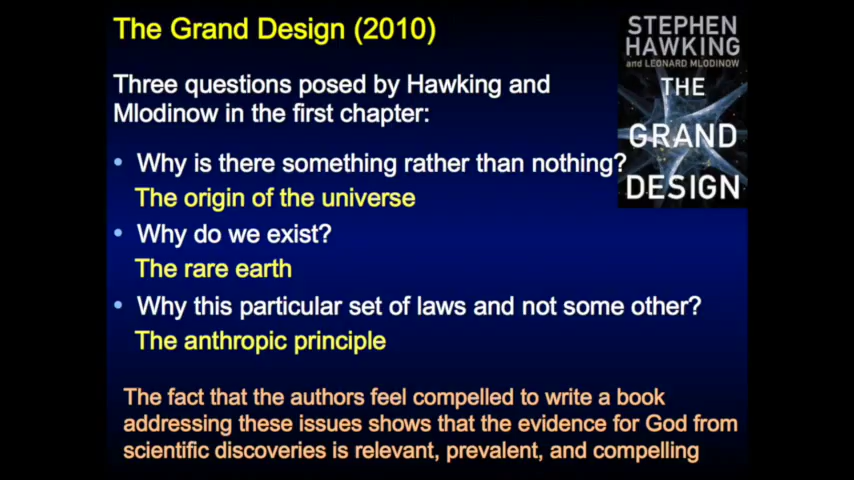 The Grand Design (2010)
STEPHEN
HAWKING
and LEONARD MLODINOW
THE
GRAND
DESIGN
Three questions posed by Hawking and
Mlodinow in the first chapter:
• Why is there something rather than nothing?
The origin of the universe
• Why do we exist?
The rare earth
• Why this particular set of laws and not some other?
The anthropic principle
The fact that the authors feel compelled to write a book
addressing these issues shows that the evidence for God from
scientific discoveries is relevant, prevalent, and compelling